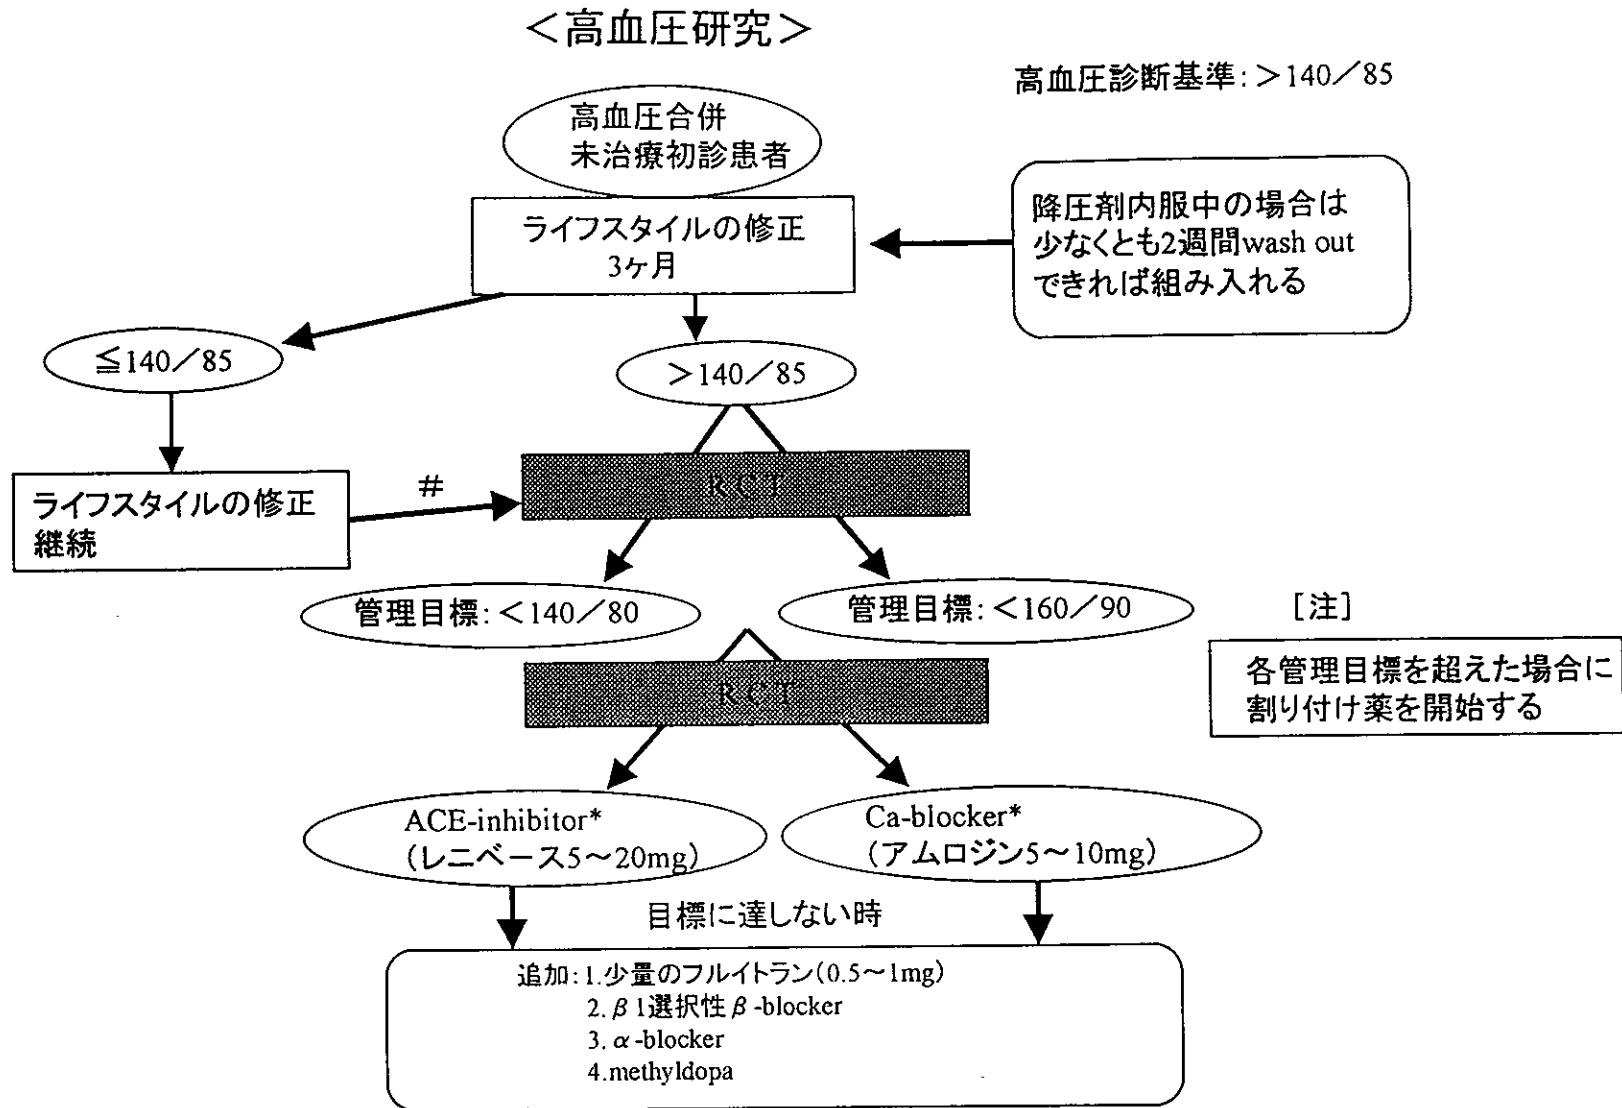 ＜高血圧研究＞
高血圧診断基準：＞140／85
高血圧合併
未治療初診患者
ライフスタイルの修正
3ケ月
降圧剤内服中の場合は
少なくとも2週間wash out
できれば組み入れる
≦140／85
＞140／85
ライフスタイルの修正
継続
＃
RCT
管理目標：＜140／80
管理目標：＜160／90
［注］
各管理目標を超えた場合に
割り付け薬を開始する
RCT
ACE-inhibitor*
（レニベース5～20mg）
Ca-blocker*
（アムロジン5～10mg）
目標に達しない時
追加：1.少量のフルイトラン（0.5～1mg）
2.β1選択性β-blocker
3.α-blocker
4.methyldopa